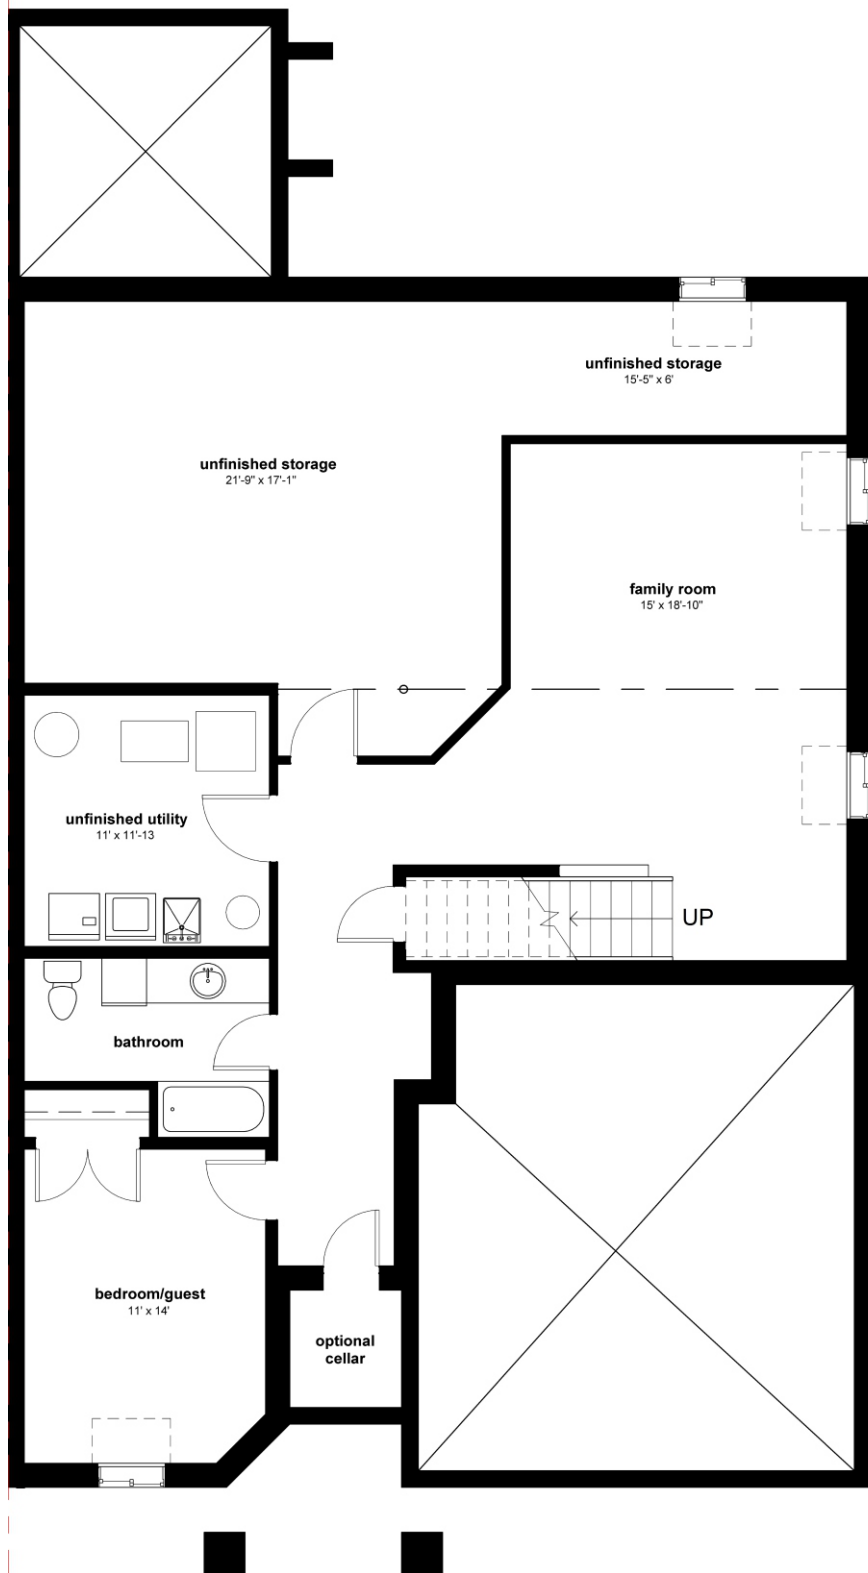 unfinished storage
15'-5" x 6'
unfinished storage
21'-9" x 17'-1"
family room
15' x 18'-10"
unfinished utility
11' x 11'-13
UP
bathroom
bedroom/guest
11' x 14'
optional
cellar